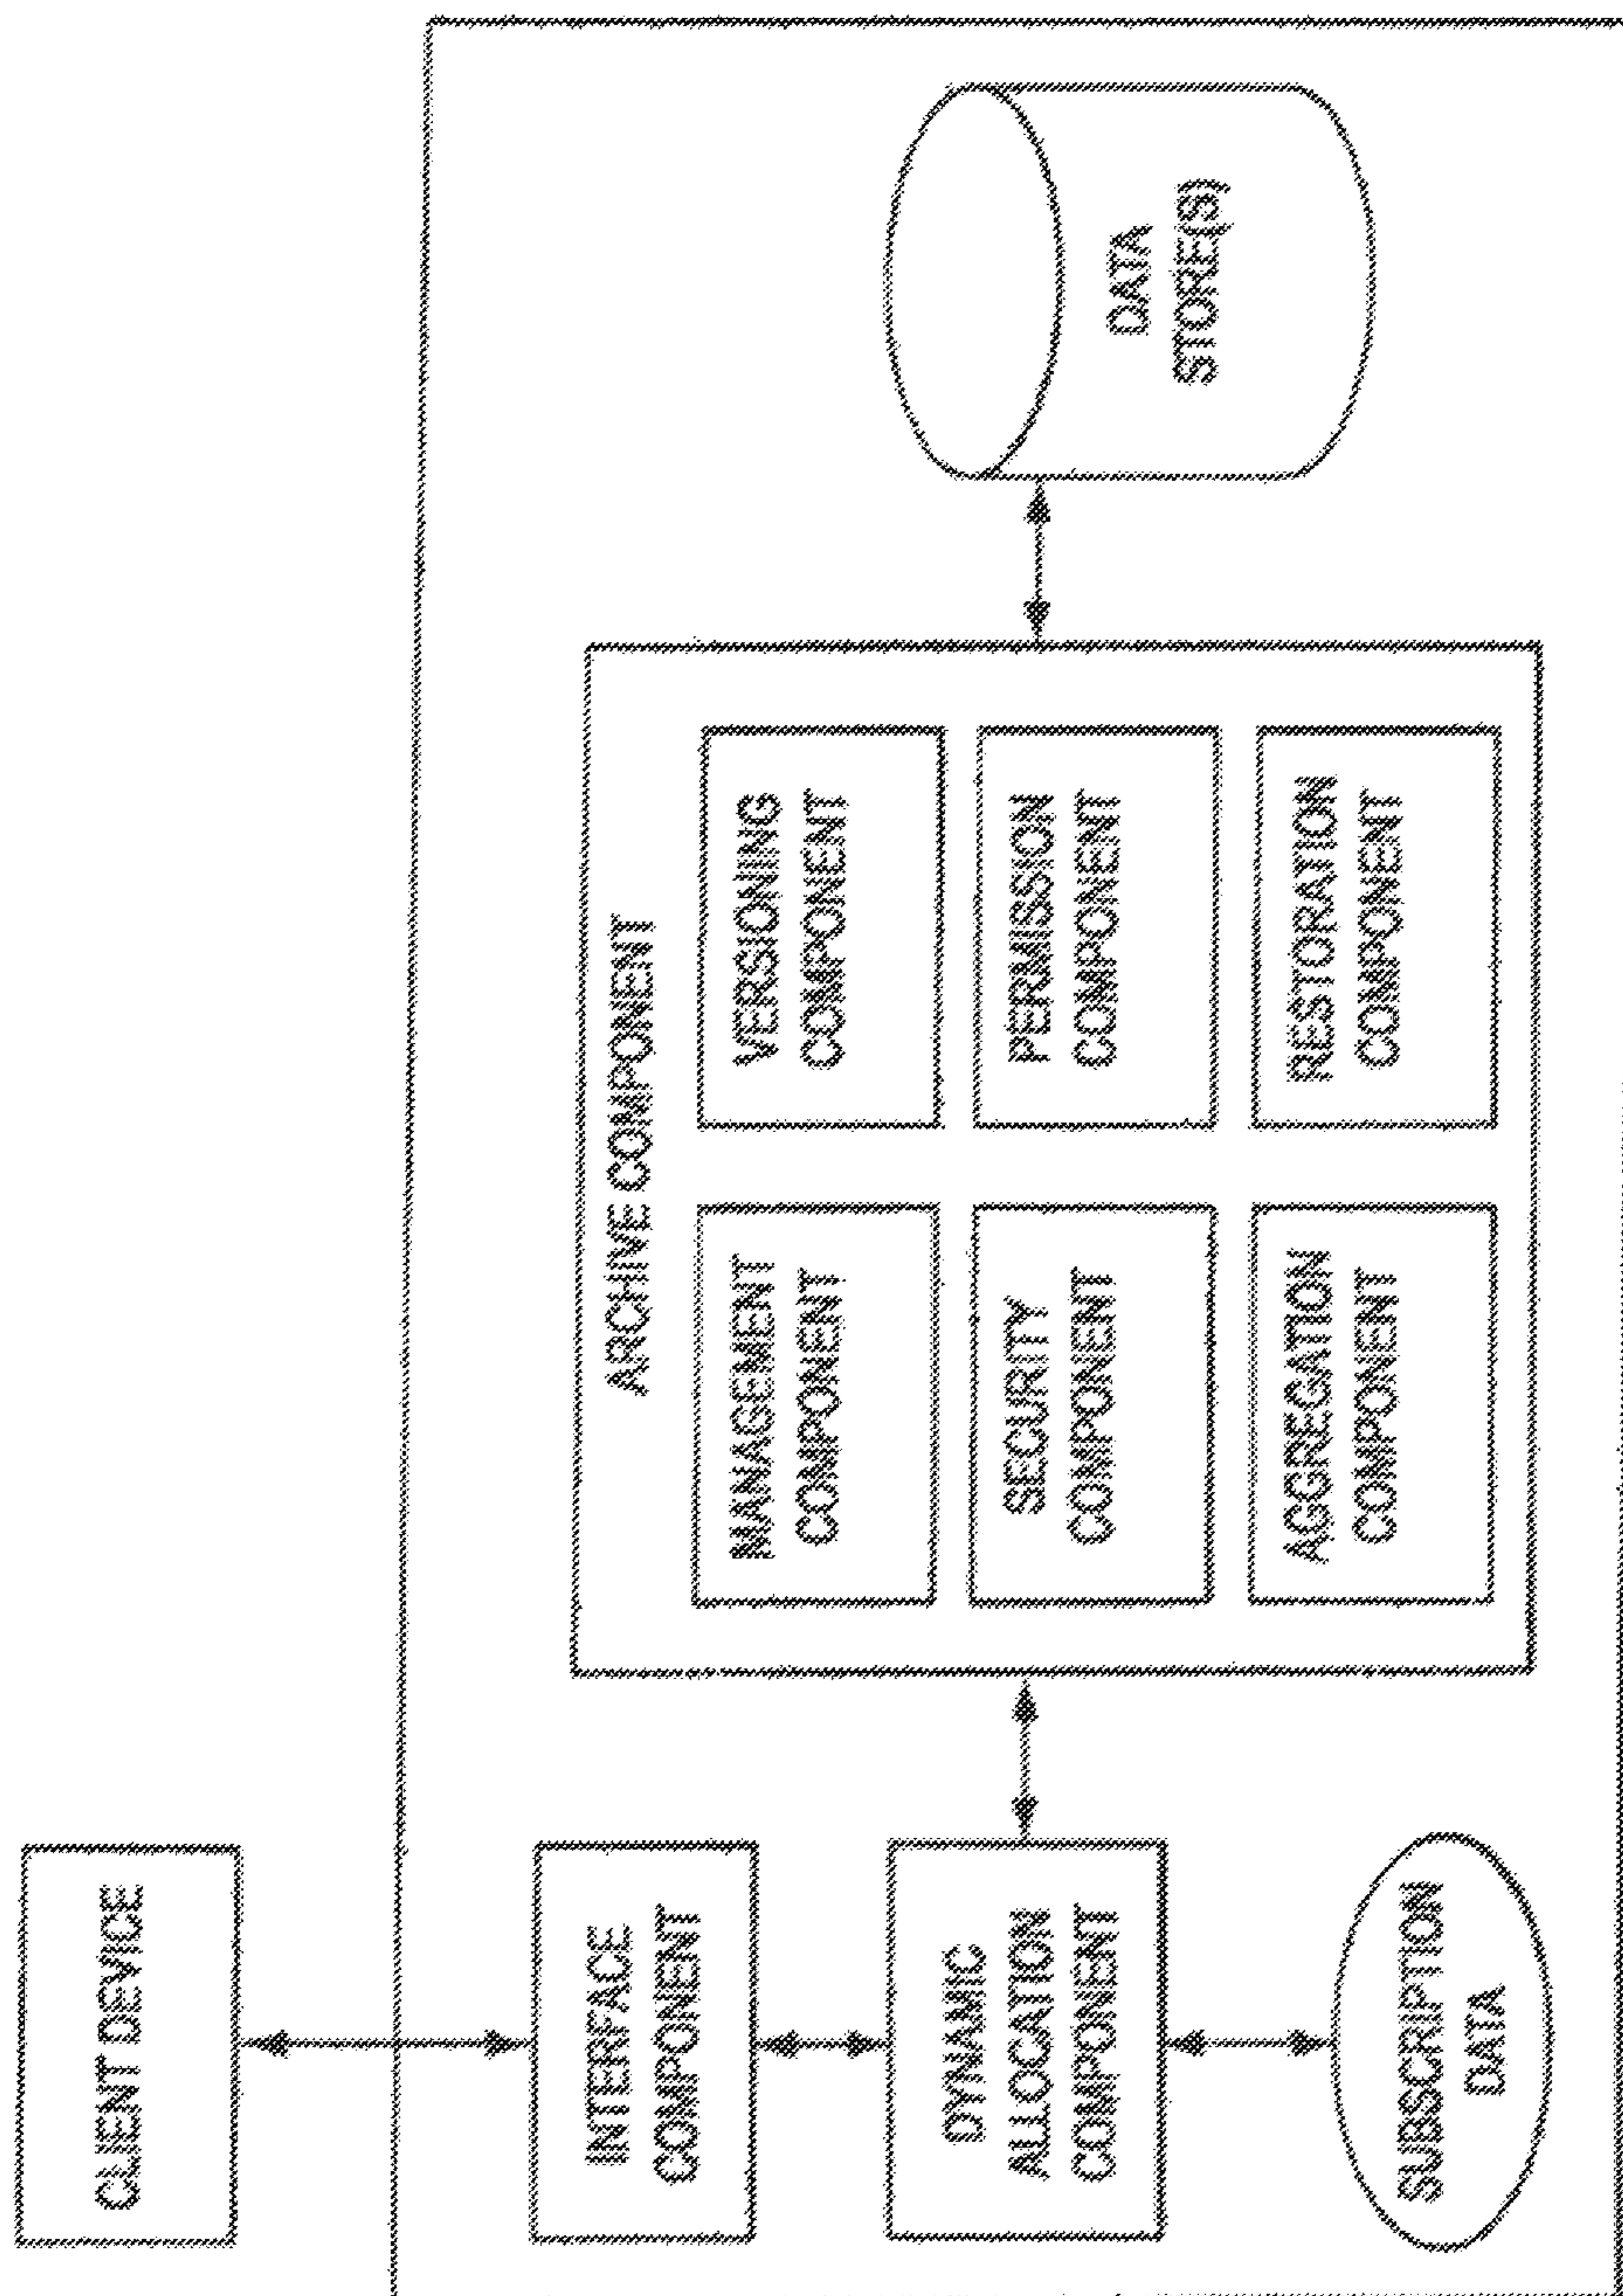 CLIENT DEVICE
INTERFACE
COMPONENT
DYNAMIC
ALLOCATION
COMPONENT
SUBSCRIPTION
DATA
ARCHIVE COMPONENT
MANAGEMENT
COMPONENT
VERSIONING
COMPONENT
SECURITY
COMPONENT
PERMISSION
COMPONENT
AGGREGATION
COMPONENT
RESTORATION
COMPONENT
DATA
STORE(S)